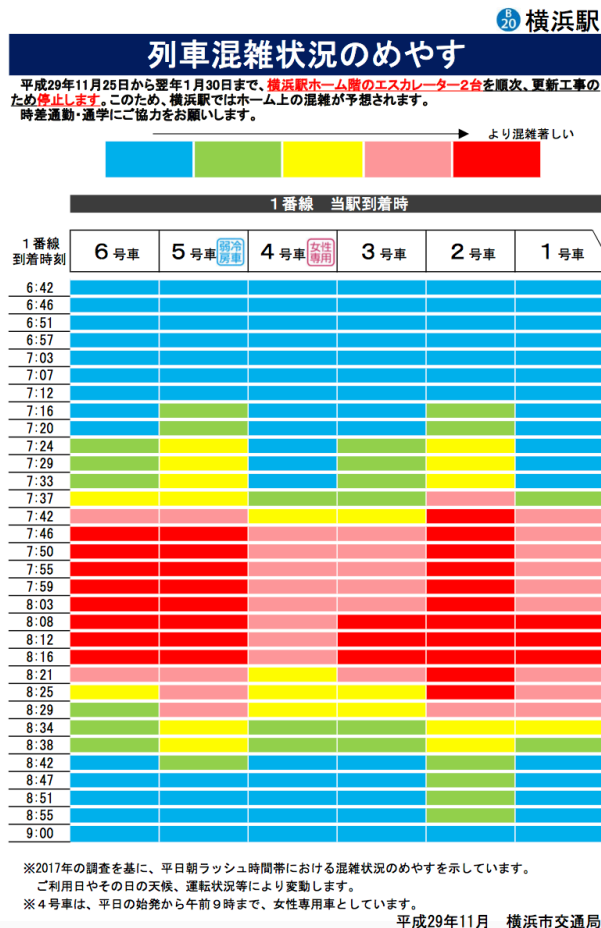 B
20
横浜駅
列車混雑状況のめやす
平成29年11月25日から翌年1月30日まで、横浜駅ホーム階のエスカレーター2台を順次、更新工事の
ため停止します。このため、横浜駅ではホーム上の混雑が予想されます。
時差通勤・通学にご協力をお願いします。
より混雑著しい
1番線 当駅到着時
1番線
到着時刻
6号車 5号車 弱冷房車 4号車 女性専用 3号車 2号車 1号車
6:42
6:46
6:51
6:57
7:03
7:07
7:12
7:16
7:20
7:24
7:29
7:33
7:37
7:42
7:46
7:50
7:55
7:59
8:03
8:08
8:12
8:16
8:21
8:25
8:29
8:34
8:38
8:42
8:47
8:51
8:55
9:00
※2017年の調査を基に、平日朝ラッシュ時間帯における混雑状況のめやすを示しています。
ご利用日やその日の天候、運転状況等により変動します。
※4号車は、平日の始発から午前9時まで、女性専用車としています。
平成29年11月 横浜市交通局